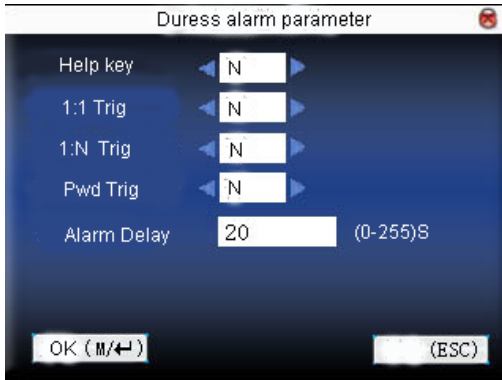 Duress alarm parameter
Help key N
1:1 Trig N
1:N Trig N
Pwd Trig N
Alarm Delay 20 (0-255)S
OK (M/↵) (ESC)